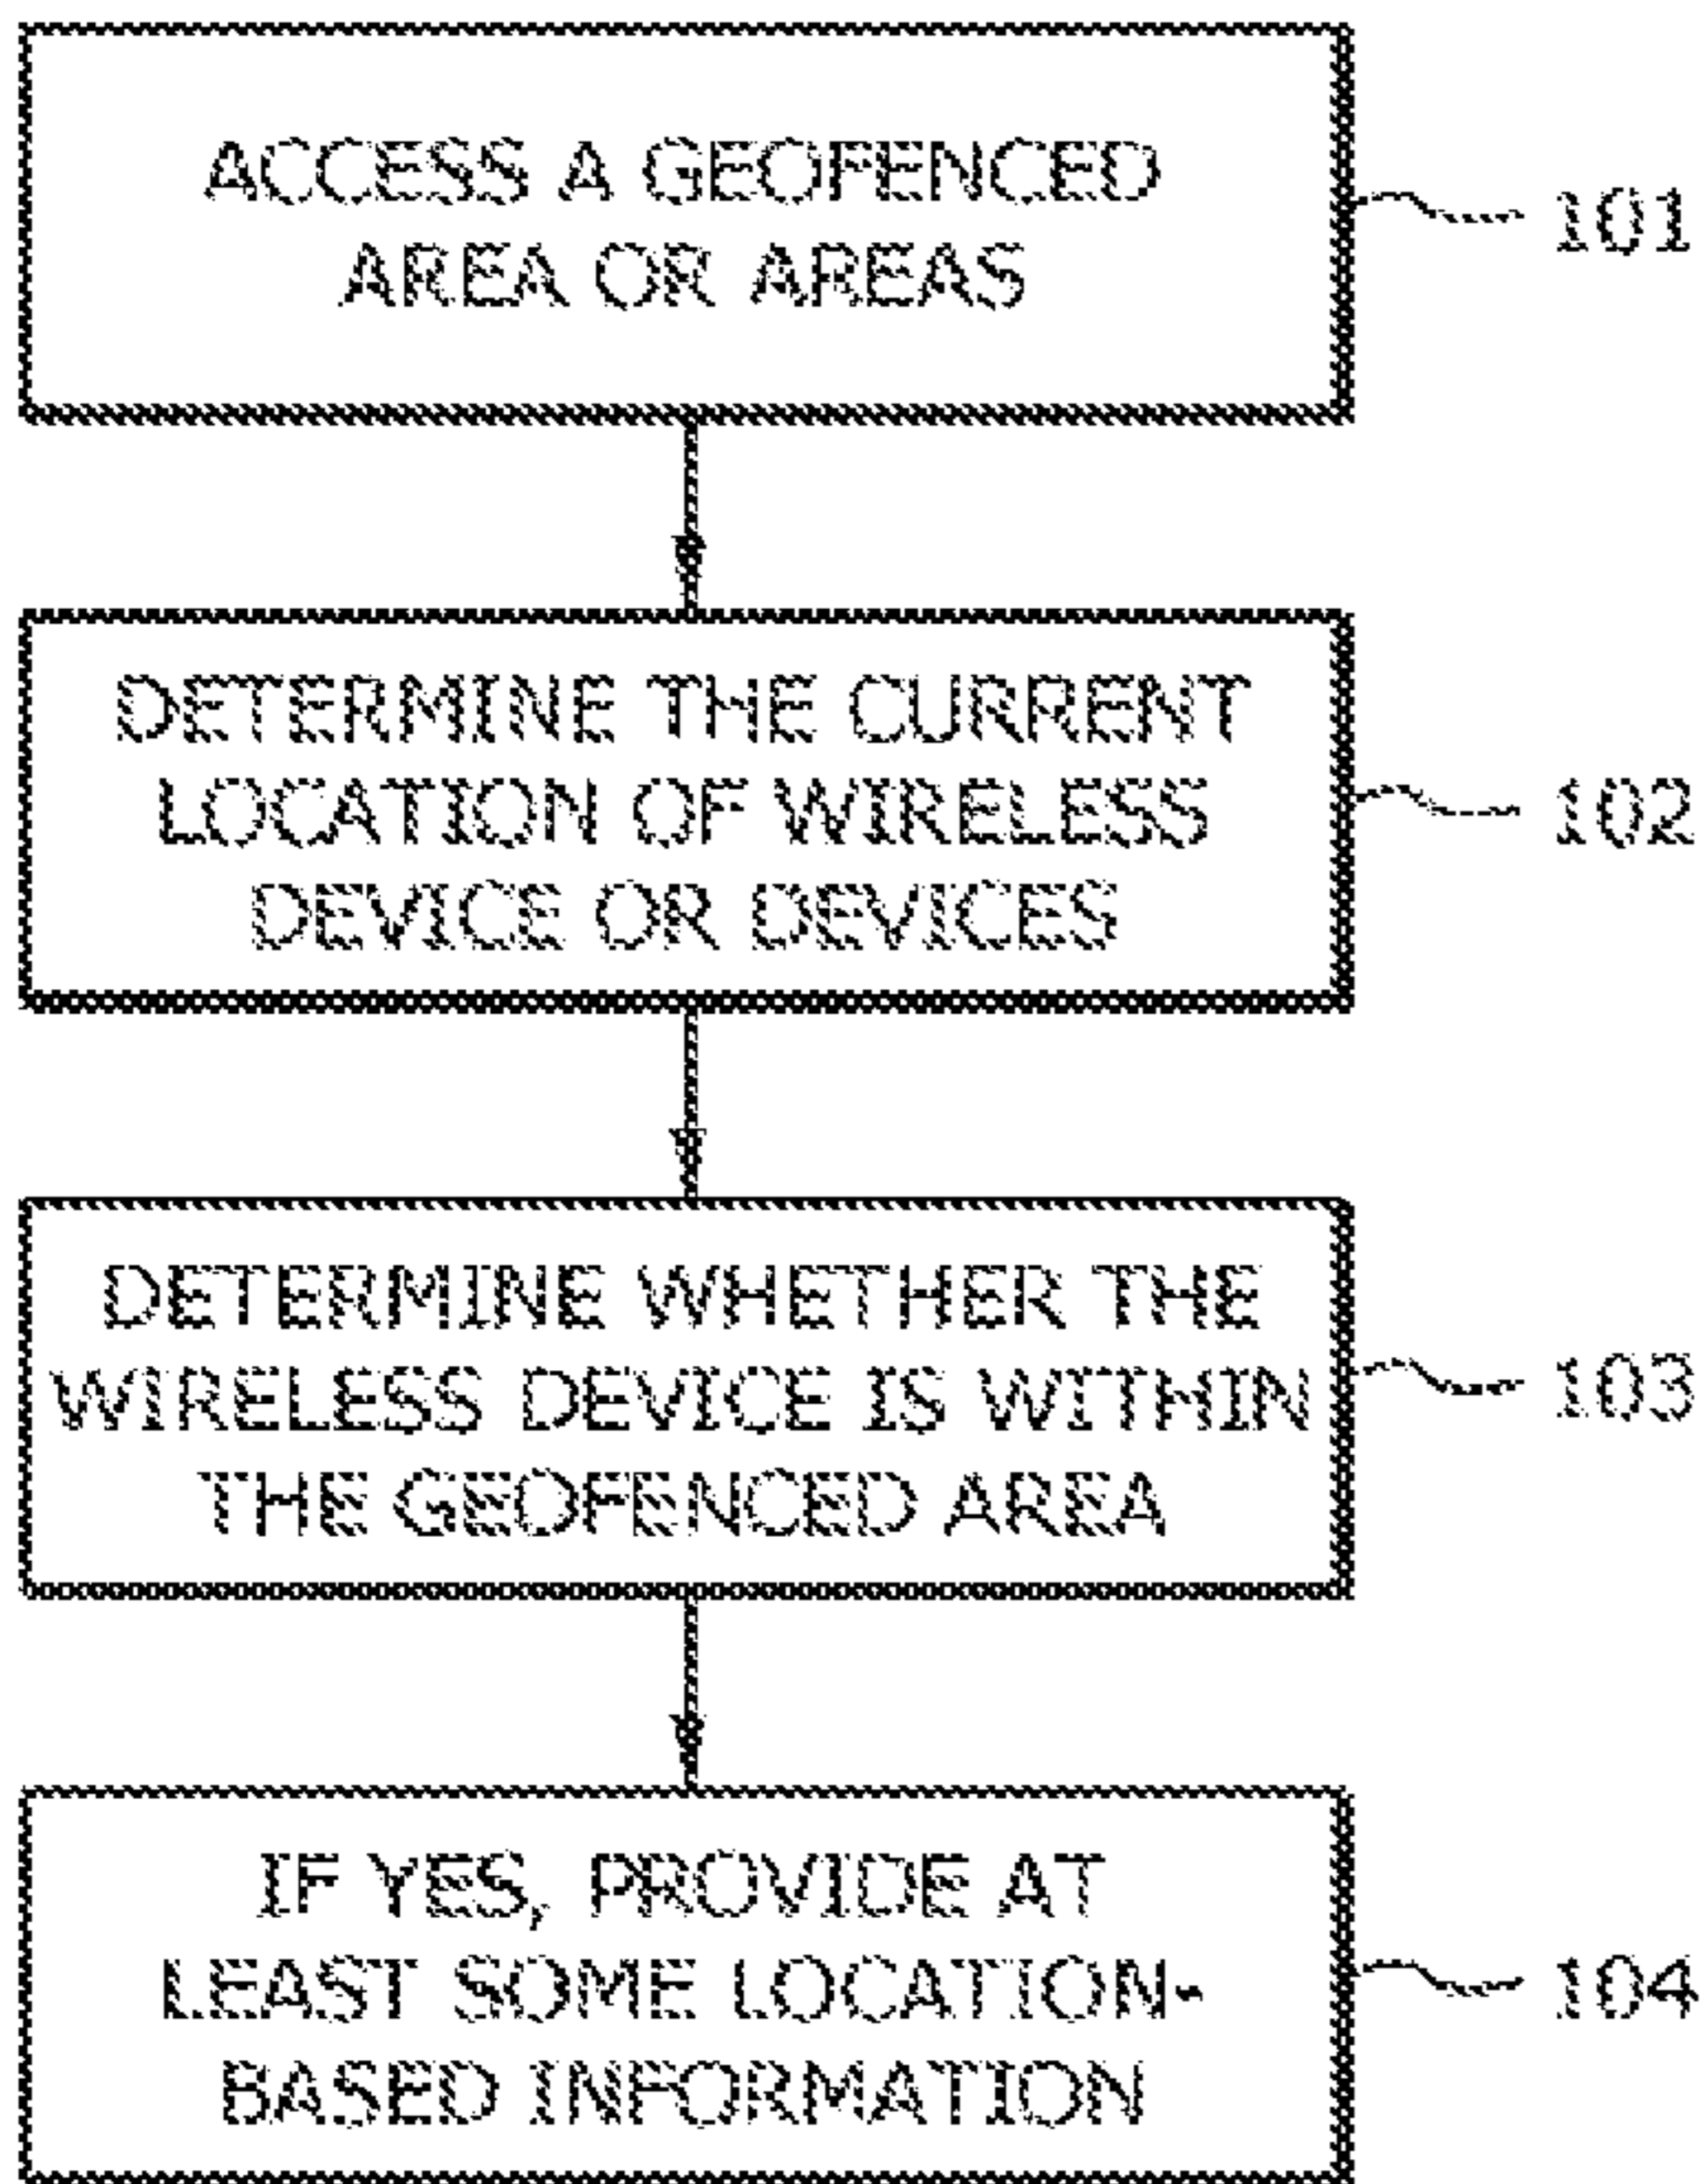 ACCESS A GEOFENCED
AREA OR AREAS
101
DETERMINE THE CURRENT
LOCATION OF WIRELESS
DEVICE OR DEVICES
102
DETERMINE WHETHER THE
WIRELESS DEVICE IS WITHIN
THE GEOFENCED AREA
103
IF YES, PROVIDE AT
LEAST SOME LOCATION-
BASED INFORMATION
104